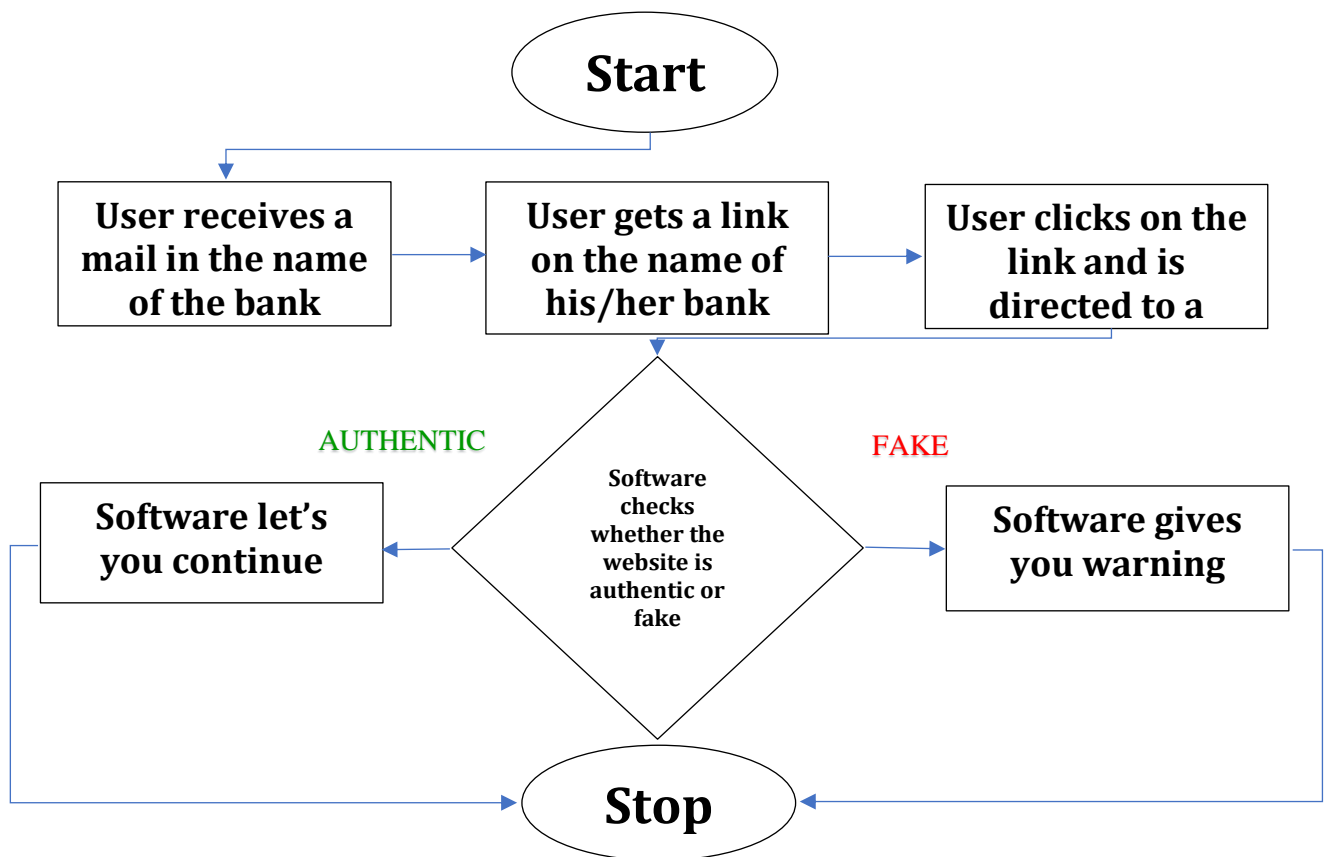 Start
User receives a
mail in the name
of the bank
User gets a link
on the name of
his/her bank
User clicks on the
link and is
directed to a
AUTHENTIC
FAKE
Software let's
you continue
Software
checks
whether the
website is
authentic or
fake
Software gives
you warning
Stop